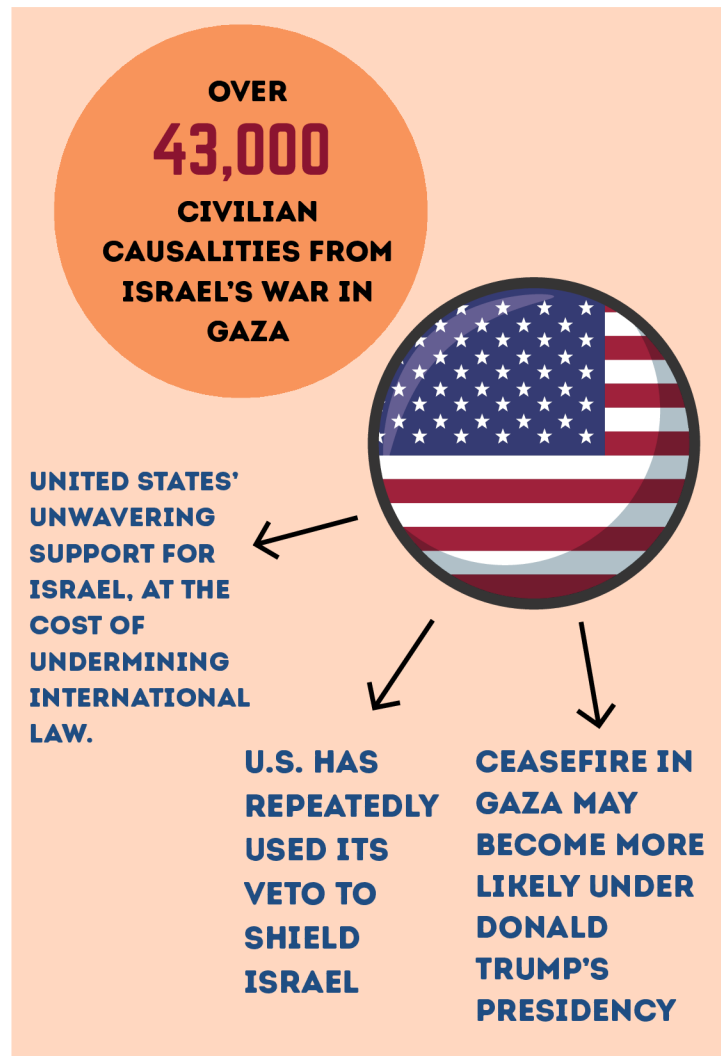 OVER
43,000
CIVILIAN
CAUSALITIES FROM
ISRAEL'S WAR IN
GAZA
UNITED STATES'
UNWAVERING
SUPPORT FOR
ISRAEL, AT THE
COST OF
UNDERMINING
INTERNATIONAL
LAW.
U.S. HAS
REPEATEDLY
USED ITS
VETO TO
SHIELD
ISRAEL
CEASEFIRE IN
GAZA MAY
BECOME MORE
LIKELY UNDER
DONALD
TRUMP'S
PRESIDENCY